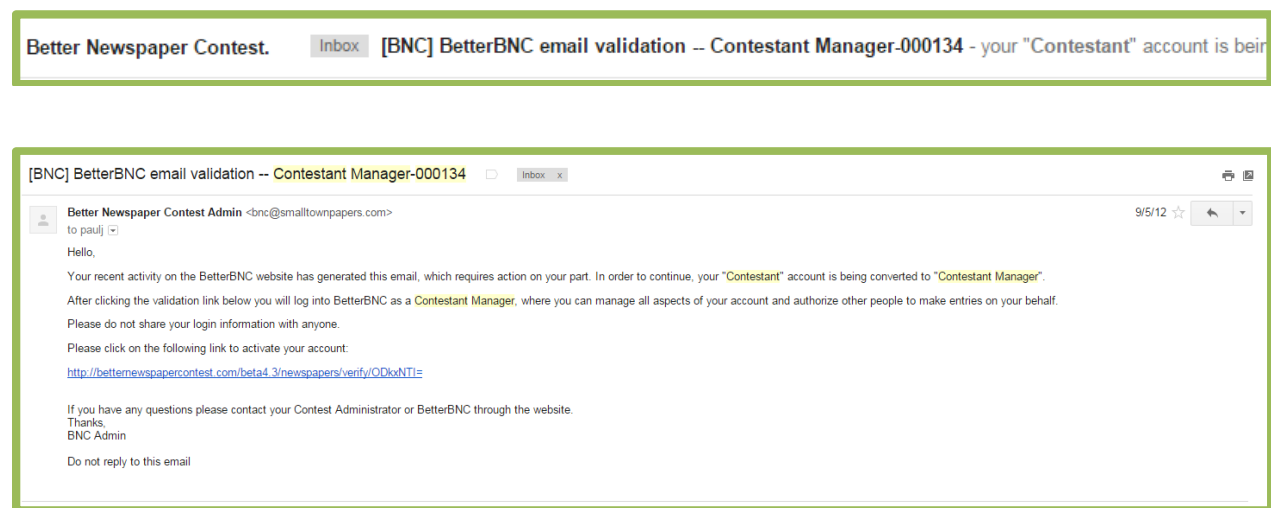 Better Newspaper Contest. Inbox [BNC] BetterBNC email validation -- Contestant Manager-000134 - your "Contestant" account is
[BNC] BetterBNC email validation -- Contestant Manager-000134 Inbox x
Better Newspaper Contest Admin <bnc@smalltownpapers.com> 9/5/12
to paulj
Hello,
Your recent activity on the BetterBNC website has generated this email, which requires action on your part. In order to continue, your "Contestant" account is being converted to "Contestant Manager".
After clicking the validation link below you will log into BetterBNC as a Contestant Manager, where you can manage all aspects of your account and authorize other people to make entries on your behalf.
Please do not share your login information with anyone.
Please click on the following link to activate your account:
http://betternewspapercontest.com/beta4.3/newspapers/verify/ODkxNTI=
If you have any questions please contact your Contest Administrator or BetterBNC through the website.
Thanks,
BNC Admin
Do not reply to this email